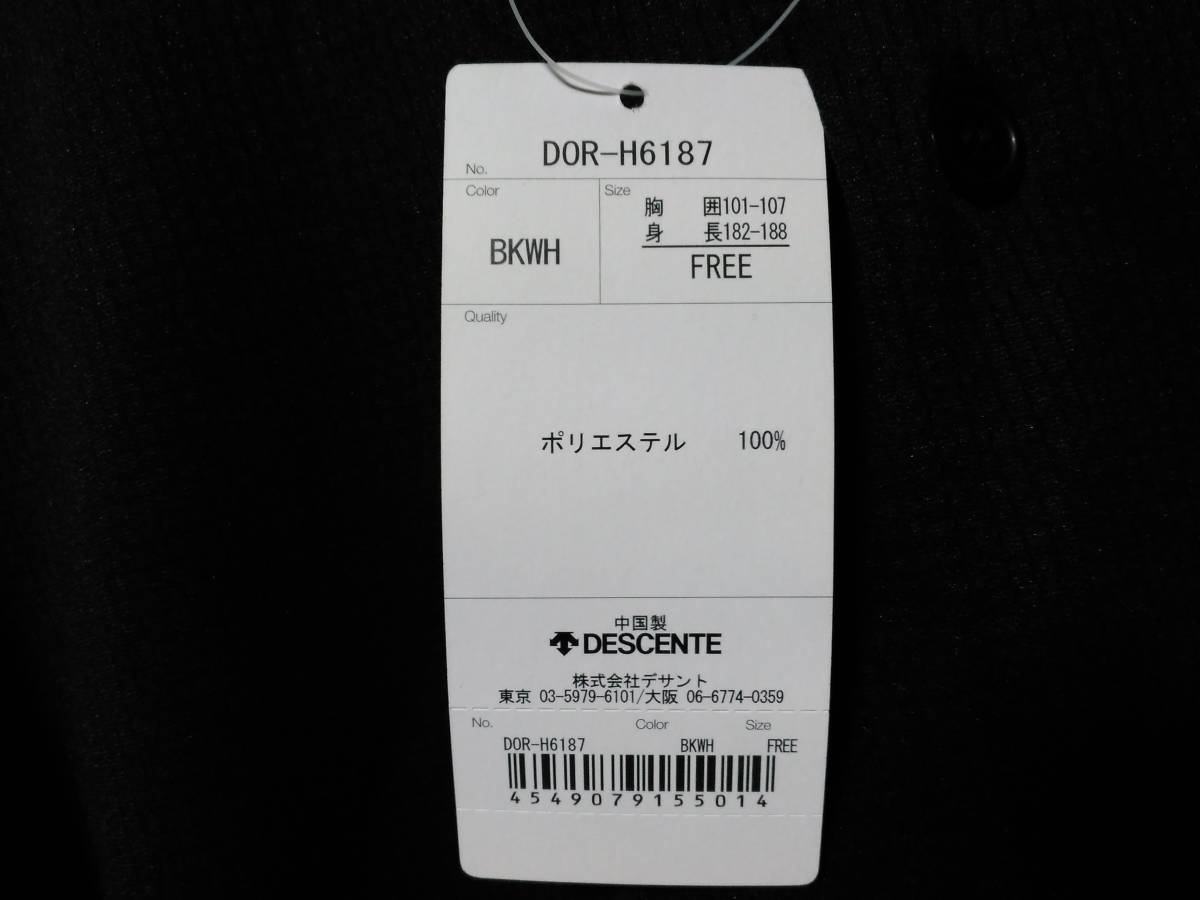 No. DOR-H6187
Color
BKWH
Size
胸 囲101-107
身 長182-188
FREE
Quality
ポリエステル 100%
中国製
DESCENTE
株式会社デサント
東京 03-5979-6101/大阪 06-6774-0359
No. Color Size
DOR-H6187 BKWH FREE
4549079155014